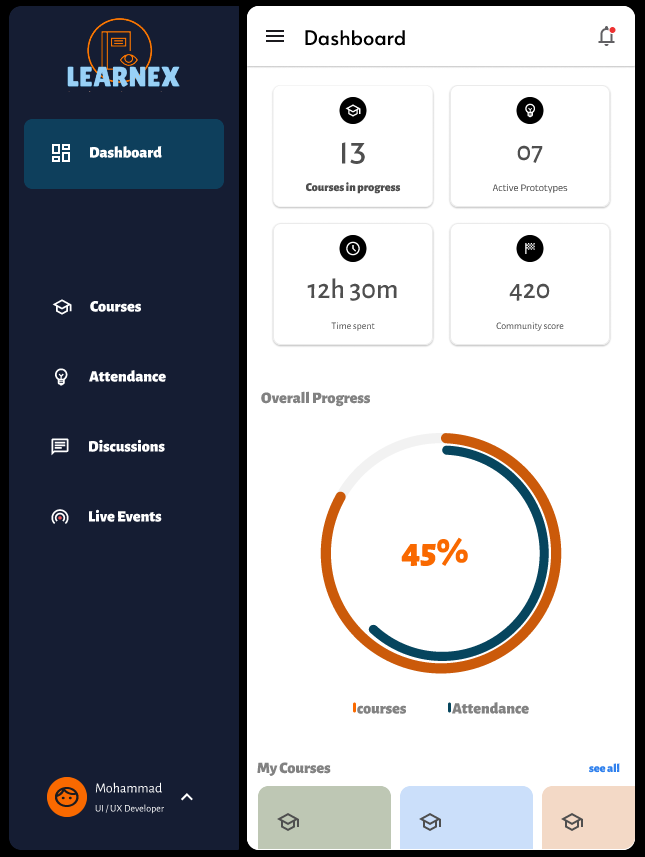 LEARNEX
Dashboard
Courses
Attendance
Discussions
Live Events
Mohammad
UI / UX Developer
Dashboard
13
Courses in progress
07
Active Prototypes
12h 30m
Time spent
420
Community score
Overall Progress
45%
courses
Attendance
My Courses
see all